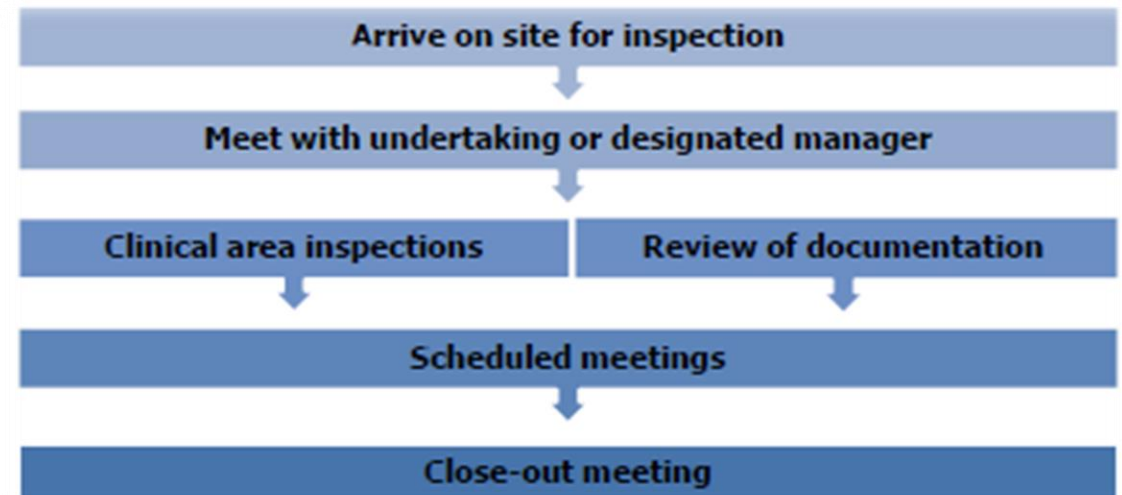 Arrive on site for inspection
Meet with undertaking or designated manager
Clinical area inspections
Review of documentation
Scheduled meetings
Close-out meeting